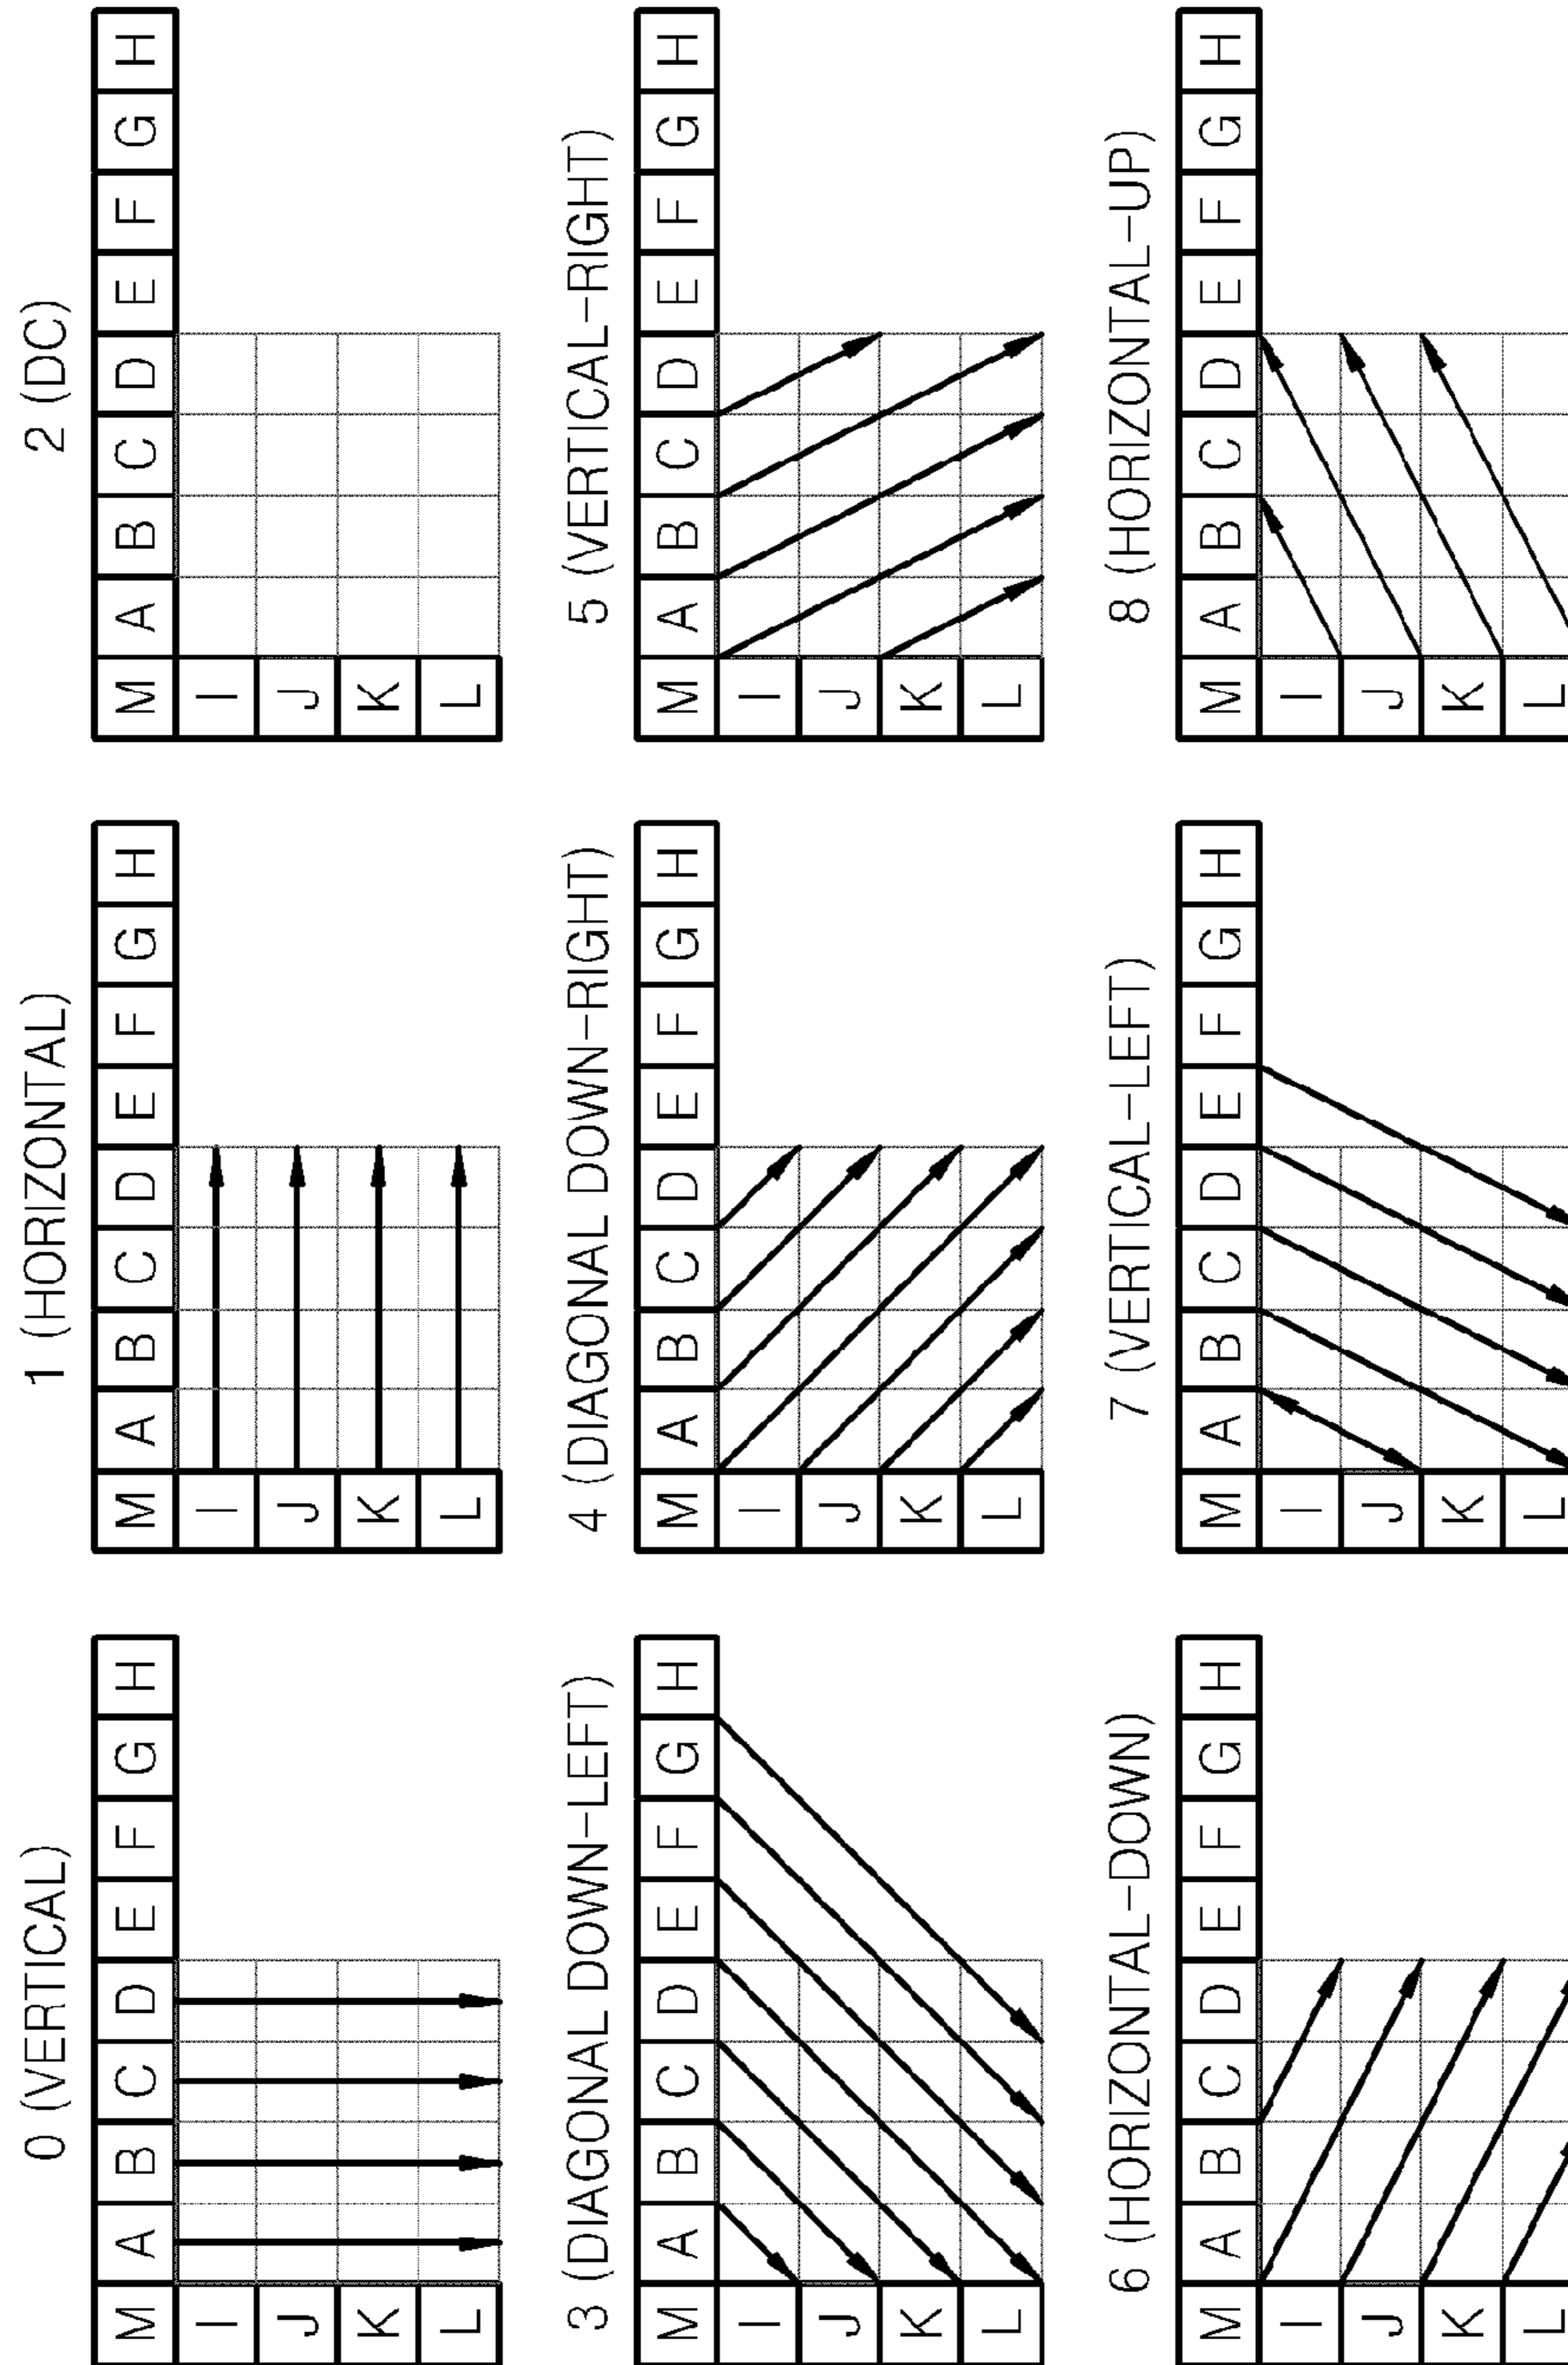 0 (VERTICAL)
1 (HORIZONTAL)
2 (DC)
M A B C D E F G H
I
J
K
L
M A B C D E F G H
I
J
K
L
M A B C D E F G H
I
J
K
L
3 (DIAGONAL DOWN-LEFT)
4 (DIAGONAL DOWN-RIGHT)
5 (VERTICAL-RIGHT)
M A B C D E F G H
I
J
K
L
M A B C D E F G H
I
J
K
L
M A B C D E F G H
I
J
K
L
6 (HORIZONTAL-DOWN)
7 (VERTICAL-LEFT)
8 (HORIZONTAL-UP)
M A B C D E F G H
I
J
K
L
M A B C D E F G H
I
J
K
L
M A B C D E F G H
I
J
K
L